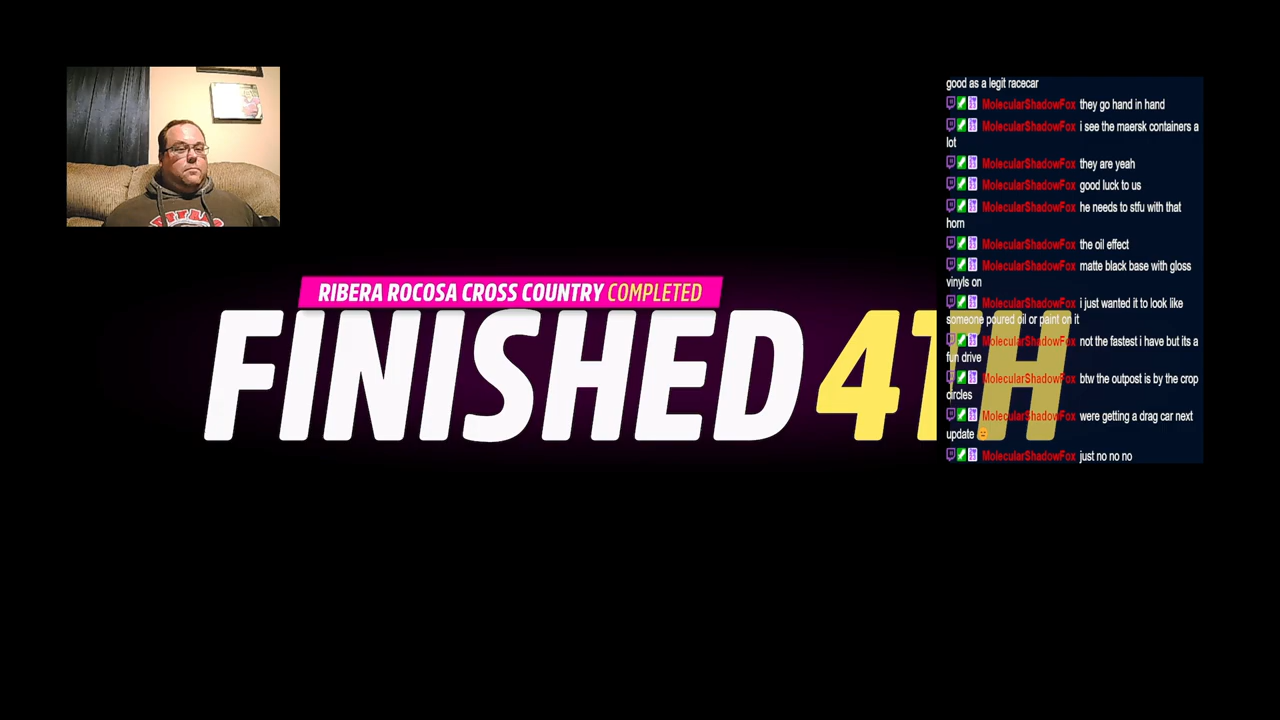 good as a legit racecar
MolecularShadowFox they go hand in hand
MolecularShadowFox i see the maersk containers a
lot
MolecularShadowFox they are yeah
MolecularShadowFox good luck to us
MolecularShadowFox he needs to stfu with that
horn
MolecularShadowFox the oil effect
MolecularShadowFox matte black base with gloss
vinyls on
MolecularShadowFox i just wanted it to look like
someone poured oil or paint on it
MolecularShadowFox not the fastest i have but its a
fun drive
MolecularShadowFox btw the outpost is by the crop
circles
MolecularShadowFox were getting a drag car next
update
MolecularShadowFox just no no no
RIBERA ROCOSA CROSS COUNTRY COMPLETED
FINISHED 4TH